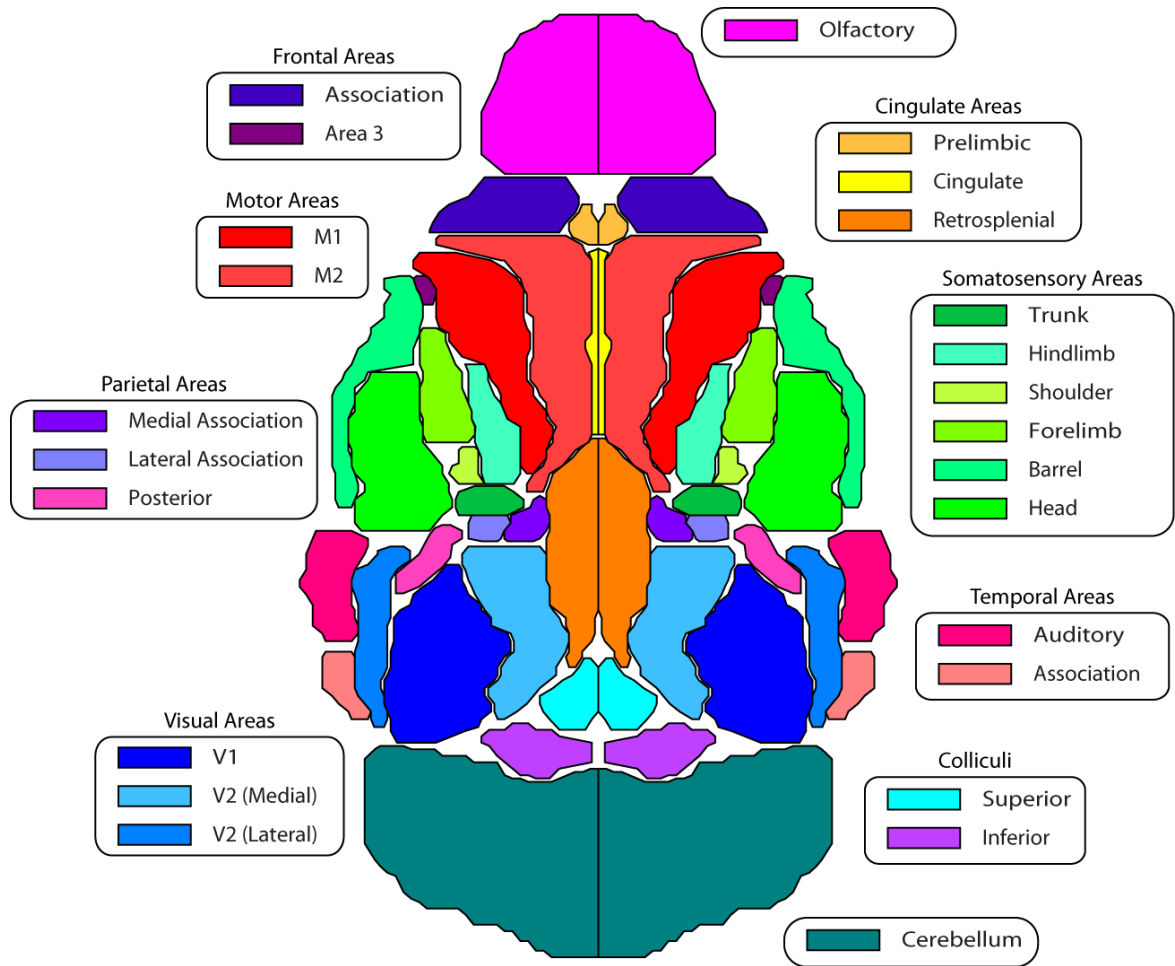 Olfactory
Frontal Areas
Association
Area 3
Cingulate Areas
Prelimbic
Cingulate
Retrosplenial
Motor Areas
M1
M2
Somatosensory Areas
Trunk
Hindlimb
Shoulder
Forelimb
Barrel
Head
Parietal Areas
Medial Association
Lateral Association
Posterior
Temporal Areas
Auditory
Association
Visual Areas
V1
V2 (Medial)
V2 (Lateral)
Colliculi
Superior
Inferior
Cerebellum